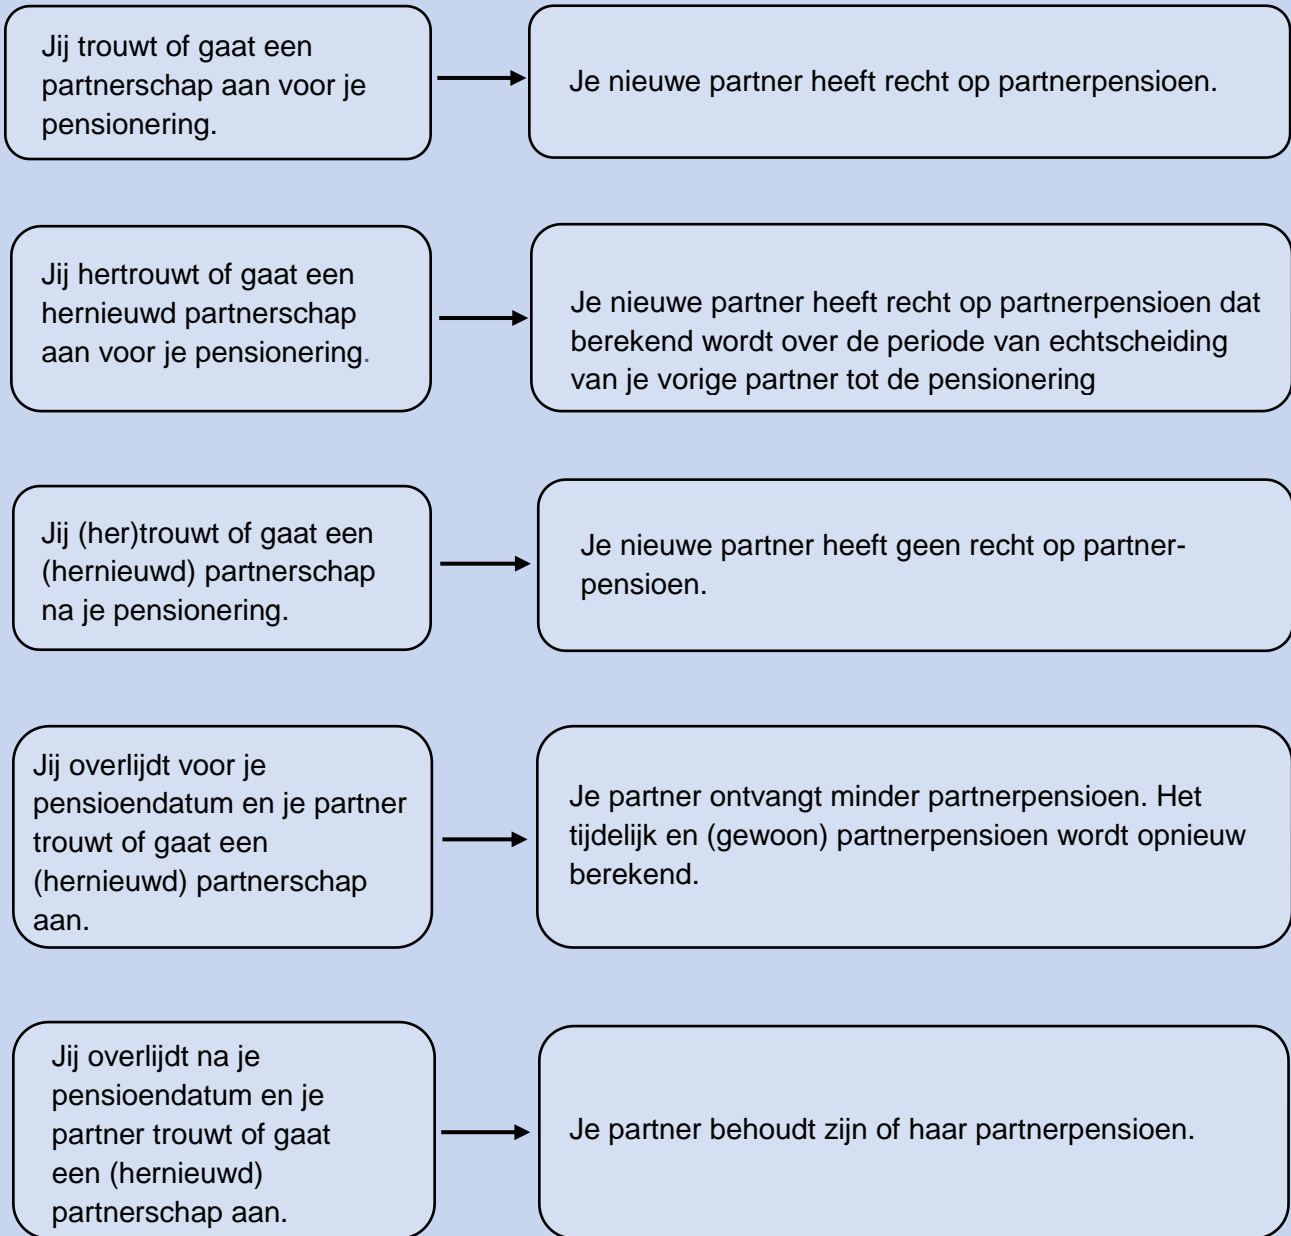 Jij trouwt of gaat een
partnerschap aan voor je
pensionering.
Je nieuwe partner heeft recht op partnerpensioen.
Jij hertrouwt of gaat een
hernieuwd partnerschap
aan voor je pensionering.
Je nieuwe partner heeft recht op partnerpensioen dat
berekend wordt over de periode van echtscheiding
van je vorige partner tot de pensionering
Jij (her)trouwt of gaat een
(hernieuwd) partnerschap
na je pensionering.
Je nieuwe partner heeft geen recht op partner-
pensioen.
Jij overlijdt voor je
pensioendatum en je partner
trouwt of gaat een
(hernieuwd) partnerschap
aan.
Je partner ontvangt minder partnerpensioen. Het
tijdelijk en (gewoon) partnerpensioen wordt opnieuw
berekend.
Jij overlijdt na je
pensioendatum en je
partner trouwt of gaat
een (hernieuwd)
partnerschap aan.
Je partner behoudt zijn of haar partnerpensioen.